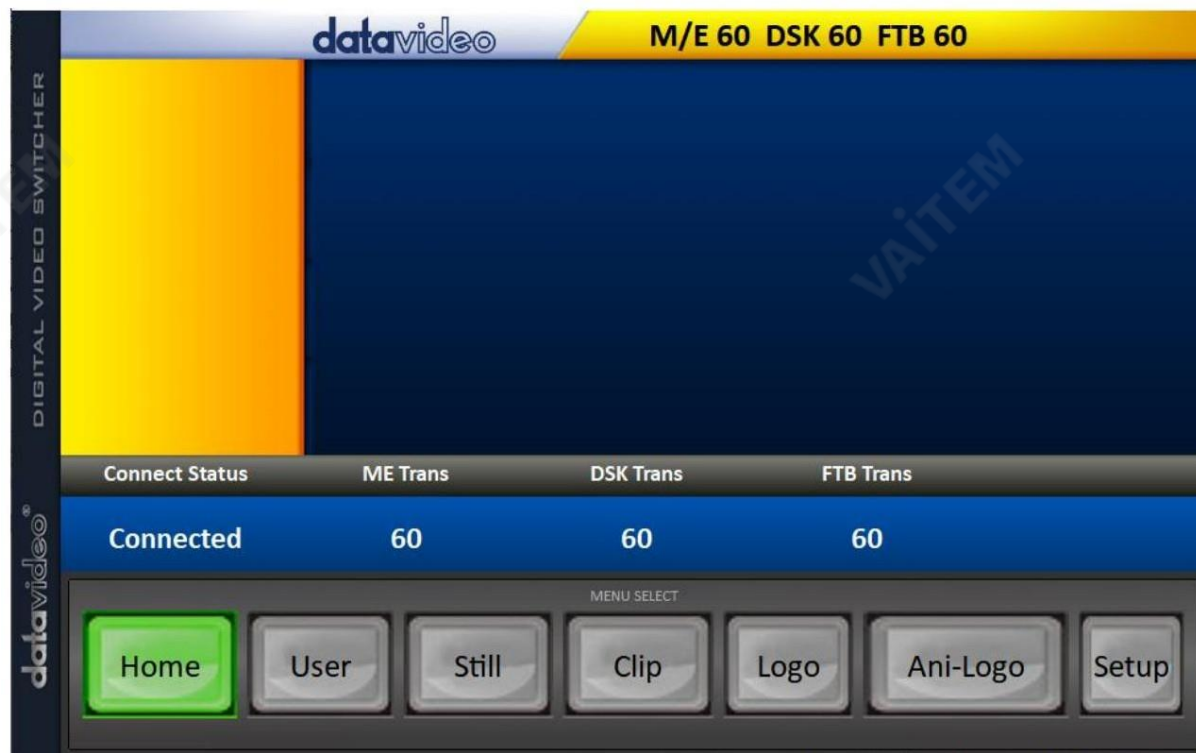 datavideo
M/E 60 DSK 60 FTB 60
DIGITAL VIDEO SWITCHER
VAITEM
Connect Status ME Trans DSK Trans FTB Trans
Connected 60 60 60
datavideo®
MENU SELECT
Home User Still Clip Logo Ani-Logo Setup